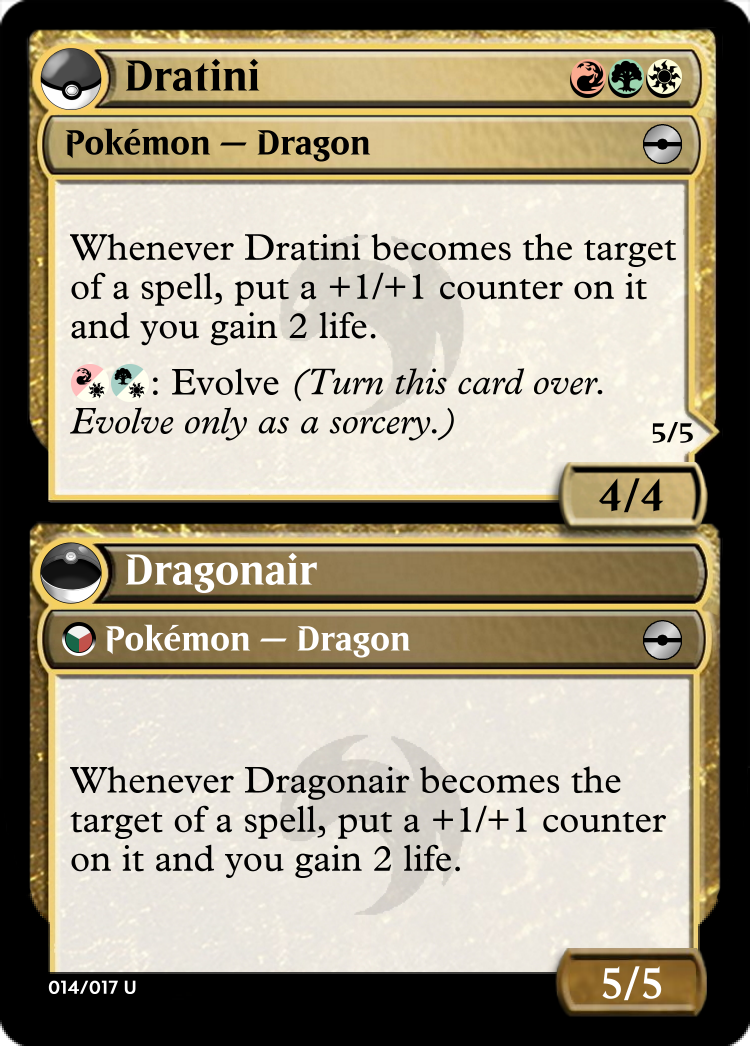 Dratini
Pokémon — Dragon
Whenever Dratini becomes the target
of a spell, put a +1/+1 counter on it
and you gain 2 life.
: Evolve (Turn this card over.
Evolve only as a sorcery.)
5/5
4/4
Dragonair
Pokémon — Dragon
Whenever Dragonair becomes the
target of a spell, put a +1/+1 counter
on it and you gain 2 life.
014/017 U
5/5